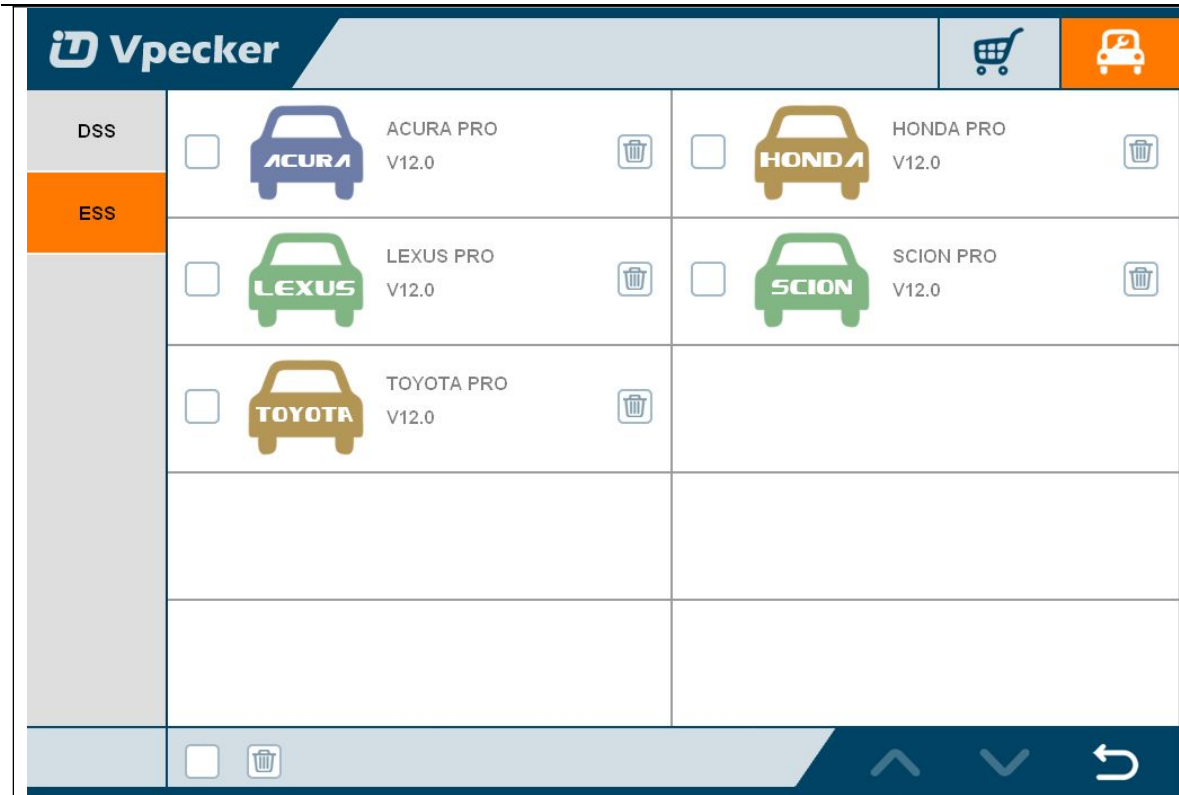 Vpecker
DSS
ESS
ACURA
ACURA PRO
V12.0
HONDA
HONDA PRO
V12.0
LEXUS
LEXUS PRO
V12.0
SCION
SCION PRO
V12.0
TOYOTA
TOYOTA PRO
V12.0